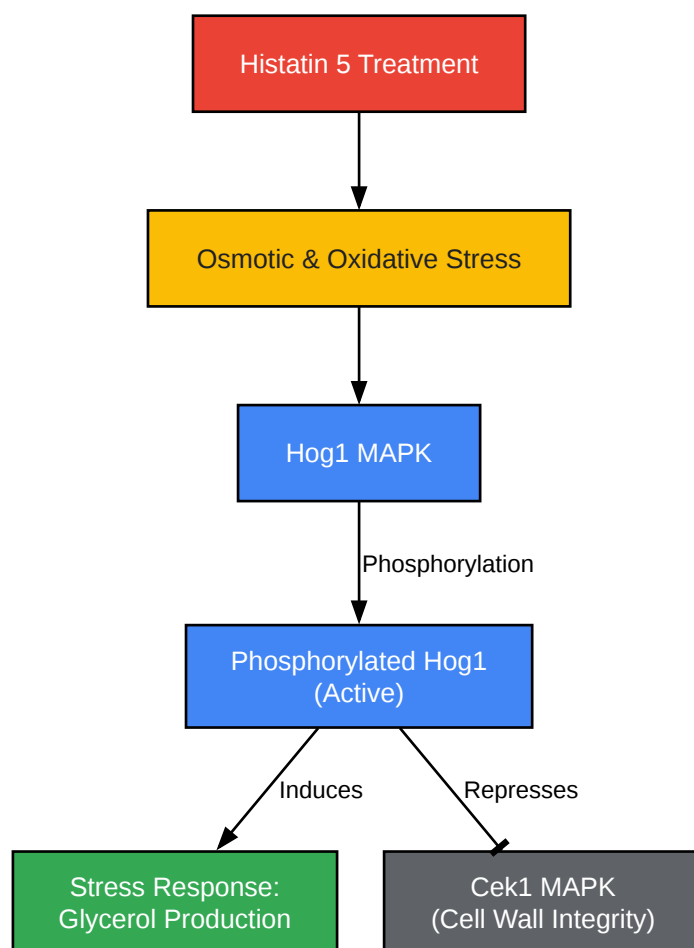 Histatin 5 Treatment
Osmotic & Oxidative Stress
Hog1 MAPK
Phosphorylation
Phosphorylated Hog1
(Active)
Induces
Represses
Stress Response:
Glycerol Production
Cek1 MAPK
(Cell Wall Integrity)